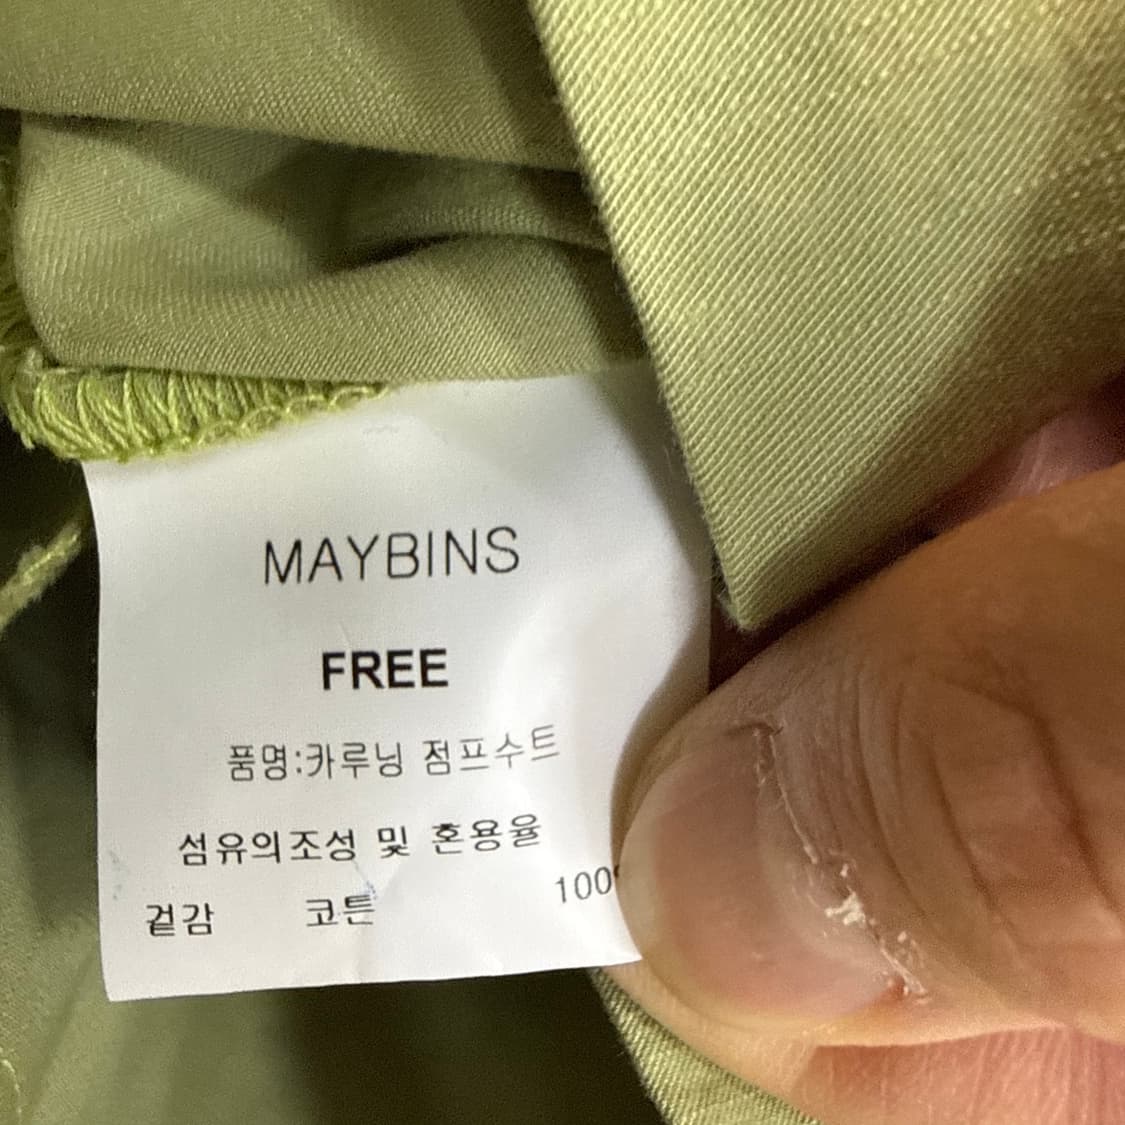 MAYBINS
FREE
품명:카루닝 점프수트
섬유의조성 및 혼용율
겉감 코튼 100